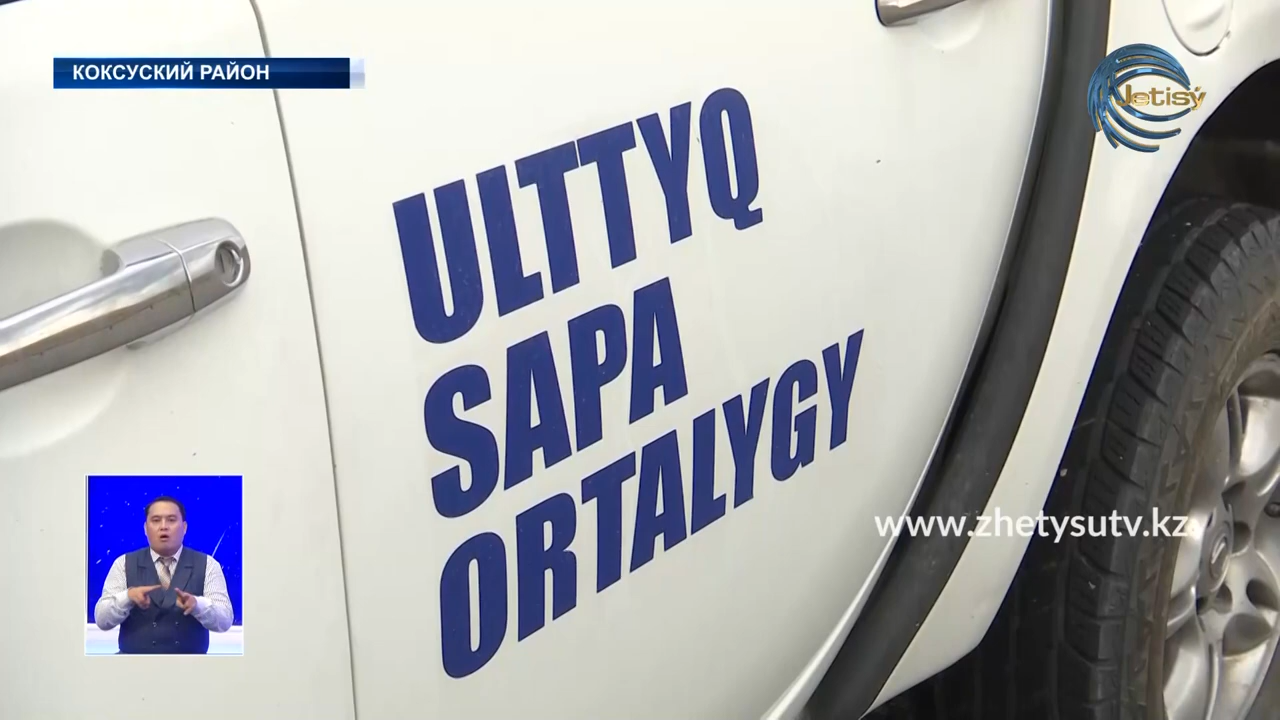 КОКСУСКИЙ РАЙОН
Jetisý
ULTTYQ
SAPA
ORTALYGY
www.zhetysutv.kz